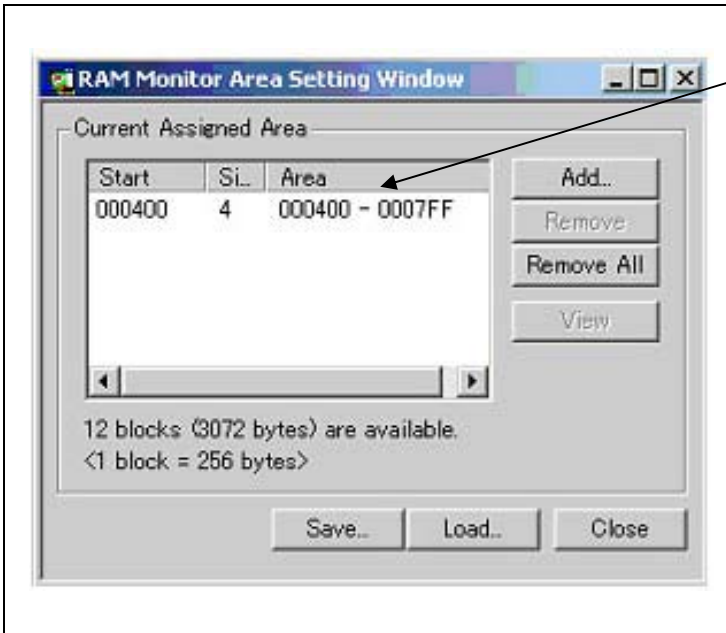 RAM Monitor Area Setting Window
Current Assigned Area
Start Si... Area
000400 4 000400 - 0007FF
Add...
Remove
Remove All
View
12 blocks (3072 bytes) are available.
<1 block = 256 bytes>
Save... Load... Close